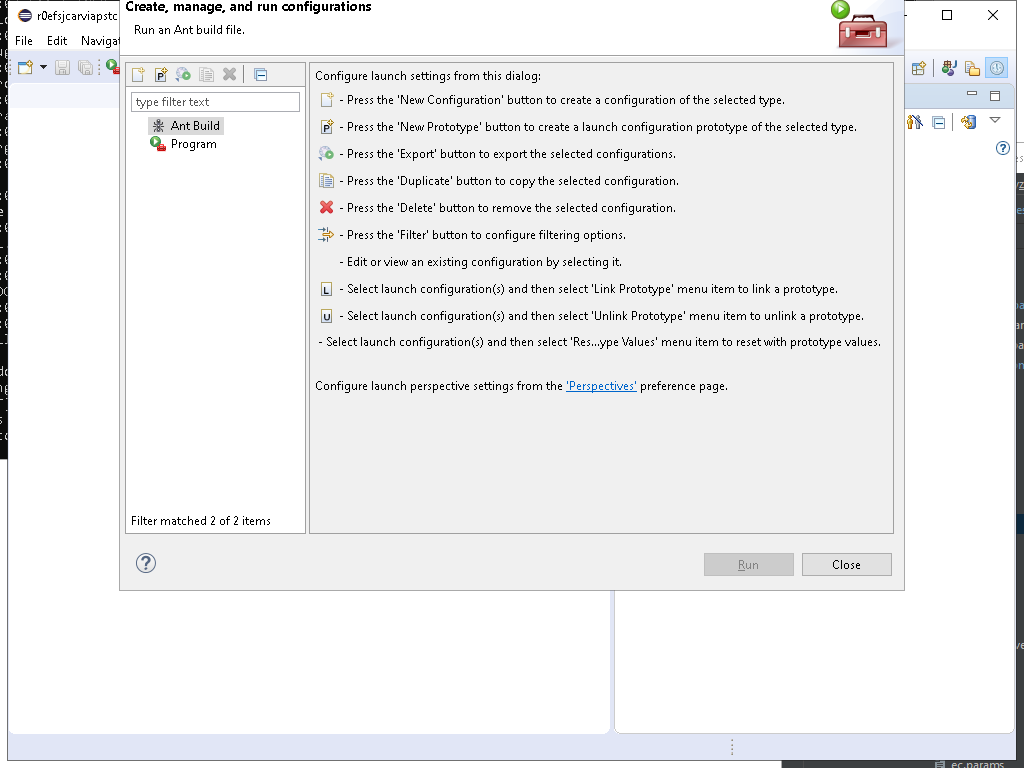 Create, manage, and run configurations
r0efsjcarviapstc
Run an Ant build file.
File Edit Navigat
type filter text
Ant Build
Program
Filter matched 2 of 2 items
Configure launch settings from this dialog:
- Press the 'New Configuration' button to create a configuration of the selected type.
P - Press the 'New Prototype' button to create a launch configuration prototype of the selected type.
- Press the 'Export' button to export the selected configurations.
- Press the 'Duplicate' button to copy the selected configuration.
- Press the 'Delete' button to remove the selected configuration.
- Press the 'Filter' button to configure filtering options.
- Edit or view an existing configuration by selecting it.
L - Select launch configuration(s) and then select 'Link Prototype' menu item to link a prototype.
U - Select launch configuration(s) and then select 'Unlink Prototype' menu item to unlink a prototype.
- Select launch configuration(s) and then select 'Res...ype Values' menu item to reset with prototype values.
Configure launch perspective settings from the 'Perspectives' preference page.
Run Close
ec.params